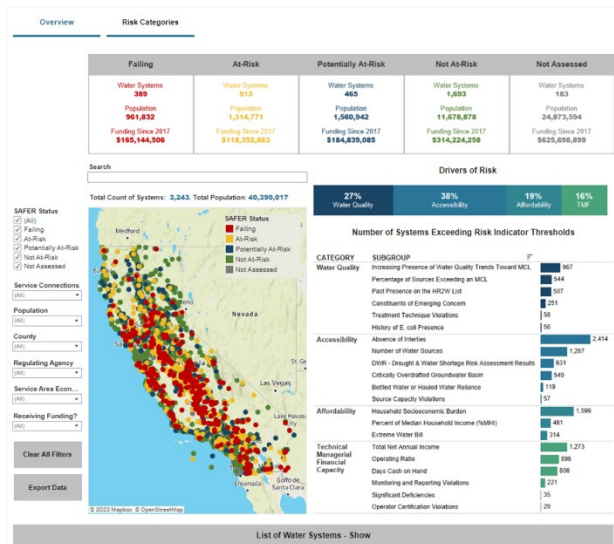 Overview
Risk Categories
Failing
At-Risk
Potentially At-Risk
Not At-Risk
Not Assessed
Water Systems
389
Water Systems
513
Water Systems
465
Water Systems
1,693
Water Systems
183
Population
961,832
Population
1,314,771
Population
1,560,942
Population
11,678,878
Population
24,873,594
Funding Since 2017
$165,144,506
Funding Since 2017
$118,352,663
Funding Since 2017
$184,839,085
Funding Since 2017
$314,224,258
Funding Since 2017
$625,698,899
Search
Total Count of Systems: 3,243. Total Population: 40,390,017
SAFER Status
(All)
Failing
At-Risk
Potentially At-Risk
Not At-Risk
Not Assessed
Service Connections
(All)
Population
(All)
County
(All)
Regulating Agency
(All)
Service Area Econ...
(All)
Receiving Funding?
(All)
Clear All Filters
Export Data
SAFER Status
Failing
At-Risk
Potentially At-Risk
Not At-Risk
Not Assessed
Medford
Nevada
St. Ge
Las Vegas
Lake Havasu
City
Ensenada
Golfo de
Santa Clara
© 2023 Mapbox © OpenStreetMap
Drivers of Risk
27%
Water Quality
38%
Accessibility
19%
Affordability
16%
TMF
Number of Systems Exceeding Risk Indicator Thresholds
CATEGORY SUBGROUP
Water Quality Increasing Presence of Water Quality Trends Toward MCL 967
Percentage of Sources Exceeding an MCL 544
Past Presence on the HR2W List 507
Constituents of Emerging Concern 251
Treatment Technique Violations 56
History of E. coli Presence 56
Accessibility Absence of Interties 2,414
Number of Water Sources 1,267
DWR - Drought & Water Shortage Risk Assessment Results 631
Critically Overdrafted Groundwater Basin 549
Bottled Water or Hauled Water Reliance 119
Source Capacity Violations 57
Affordability Household Socioeconomic Burden 1,599
Percent of Median Household Income (%MHI) 481
Extreme Water Bill 314
Technical Managerial Financial Capacity Total Net Annual Income 1,273
Operating Ratio 896
Days Cash on Hand 806
Monitoring and Reporting Violations 221
Significant Deficiencies 35
Operator Certification Violations 29
List of Water Systems - Show